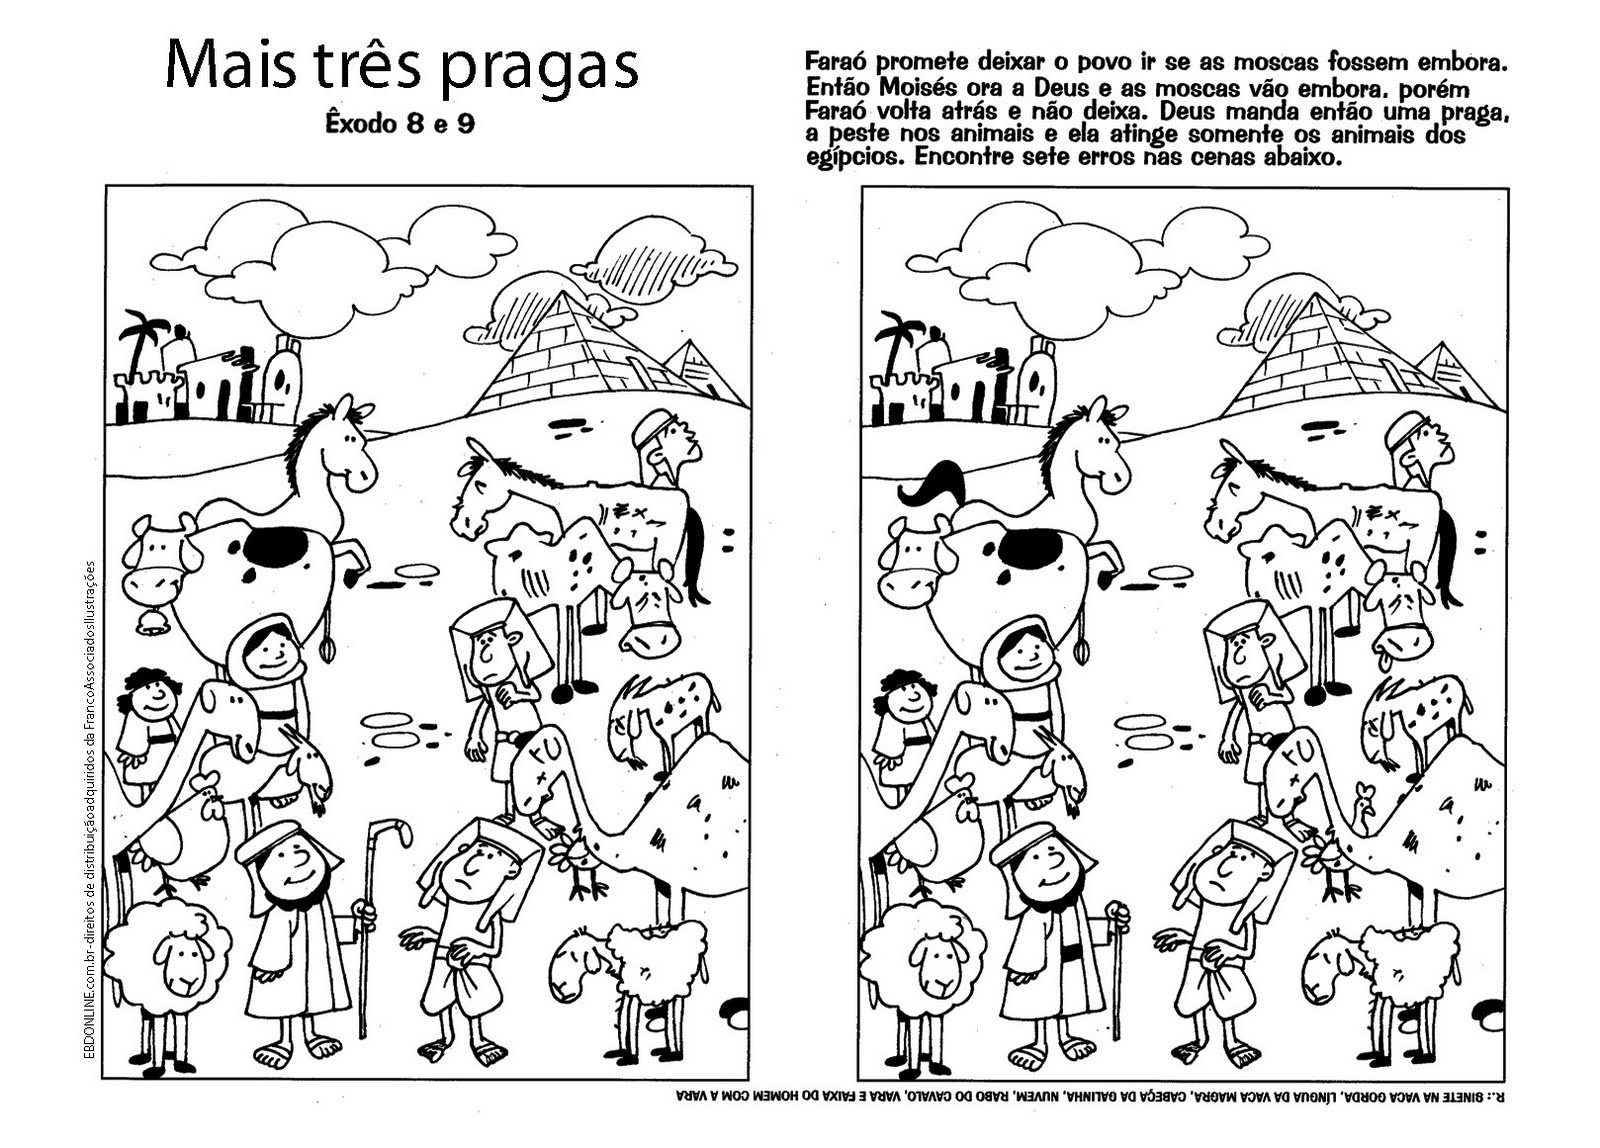 Mais três pragas
Êxodo 8 e 9
Faraó promete deixar o povo ir se as moscas fossem embora.
Então Moisés ora a Deus e as moscas vão embora, porém
Faraó volta atrás e não deixa. Deus manda então uma praga,
a peste nos animais e ela atinge somente os animais dos
egípcios. Encontre sete erros nas cenas abaixo.
EBDONLINE.com.br-direitos de distribuiçãoadquiridos da FrancoAssociadosIlustrações
R.: SINETE NA VACA GORDA, LÍNGUA DA VACA MAGRA, CABEÇA DA GALINHA, NUVEM, RABO DO CAVALO, VARA E FAIXA DO HOMEM COM A VARA